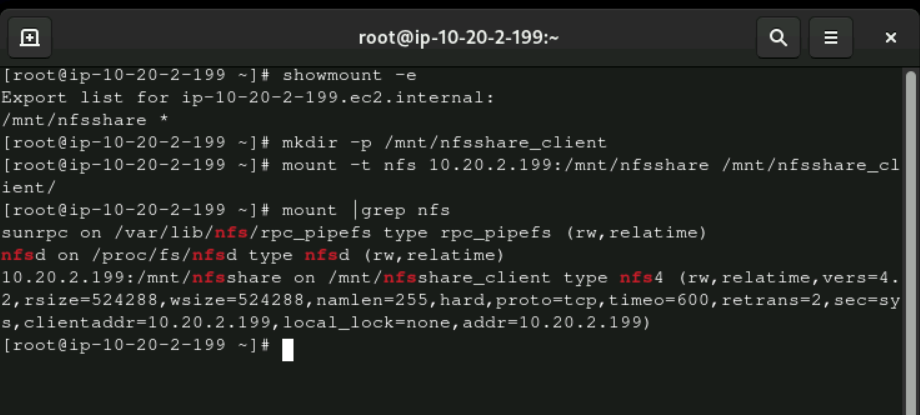 root@ip-10-20-2-199:~
[root@ip-10-20-2-199 ~]# showmount -e
Export list for ip-10-20-2-199.ec2.internal:
/mnt/nfsshare *
[root@ip-10-20-2-199 ~]# mkdir -p /mnt/nfsshare_client
[root@ip-10-20-2-199 ~]# mount -t nfs 10.20.2.199:/mnt/nfsshare /mnt/nfsshare_cl
ient/
[root@ip-10-20-2-199 ~]# mount |grep nfs
sunrpc on /var/lib/nfs/rpc_pipefs type rpc_pipefs (rw,relatime)
nfsd on /proc/fs/nfsd type nfsd (rw,relatime)
10.20.2.199:/mnt/nfsshare on /mnt/nfsshare_client type nfs4 (rw,relatime,vers=4.
2,rsize=524288,wsize=524288,namlen=255,hard,proto=tcp,timeo=600,retrans=2,sec=sy
s,clientaddr=10.20.2.199,local_lock=none,addr=10.20.2.199)
[root@ip-10-20-2-199 ~]#